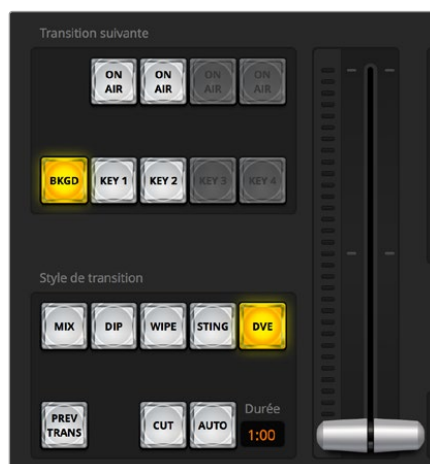 Transition suivante
ON AIR ON AIR ON AIR ON AIR
BKGD KEY 1 KEY 2 KEY 3 KEY 4
Style de transition
MIX DIP WIPE STING DVE
Durée
PREV TRANS CUT AUTO 1:00